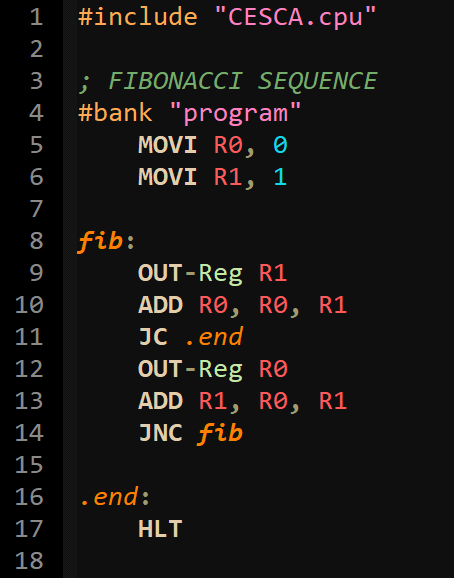 1 #include "CESCA.cpu"
2
3 ; FIBONACCI SEQUENCE
4 #bank "program"
5 MOVI R0, 0
6 MOVI R1, 1
7
8 fib:
9 OUT-Reg R1
10 ADD R0, R0, R1
11 JC .end
12 OUT-Reg R0
13 ADD R1, R0, R1
14 JNC fib
15
16 .end:
17 HLT
18